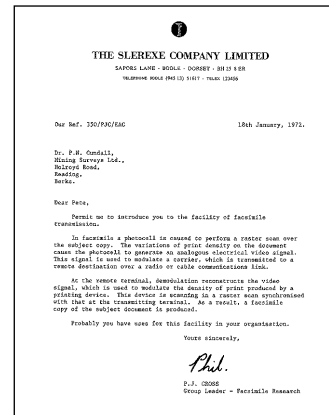 THE SLEREXE COMPANY LIMITED
SAPORS LANE - BOOLE - DORSET - BH 25 8 ER
TELEPHONE BOOLE (945 13) 51617 - TELEX 123456
Our Ref. 350/PJC/EAC 18th January, 1972.
Dr. P.N. Cundall,
Mining Surveys Ltd.,
Holroyd Road,
Reading,
Berks.
Dear Pete,
Permit me to introduce you to the facility of facsimile
transmission.
In facsimile a photocell is caused to perform a raster scan over
the subject copy. The variations of print density on the document
cause the photocell to generate an analogous electrical video signal.
This signal is used to modulate a carrier, which is transmitted to a
remote destination over a radio or cable communications link.
At the remote terminal, demodulation reconstructs the video
signal, which is used to modulate the density of print produced by a
printing device. This device is scanning in a raster scan synchronised
with that at the transmitting terminal. As a result, a facsimile
copy of the subject document is produced.
Probably you have uses for this facility in your organisation.
Yours sincerely,
Phil.
P.J. CROSS
Group Leader - Facsimile Research